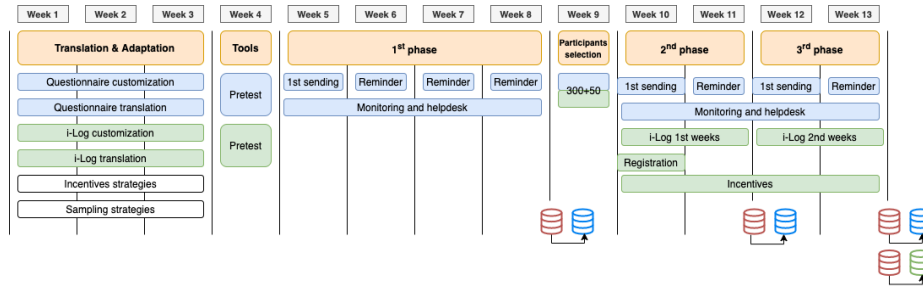 Week 1 Week 2 Week 3 Week 4 Week 5 Week 6 Week 7 Week 8 Week 9 Week 10 Week 11 Week 12 Week 13
Translation & Adaptation Tools 1st phase Participants selection 2nd phase 3rd phase
Questionnaire customization Pretest 1st sending Reminder Reminder Reminder 300+50 1st sending Reminder 1st sending Reminder
Questionnaire translation Monitoring and helpdesk Monitoring and helpdesk
i-Log customization Pretest i-Log 1st weeks i-Log 2nd weeks
i-Log translation Registration
Incentives strategies Incentives
Sampling strategies